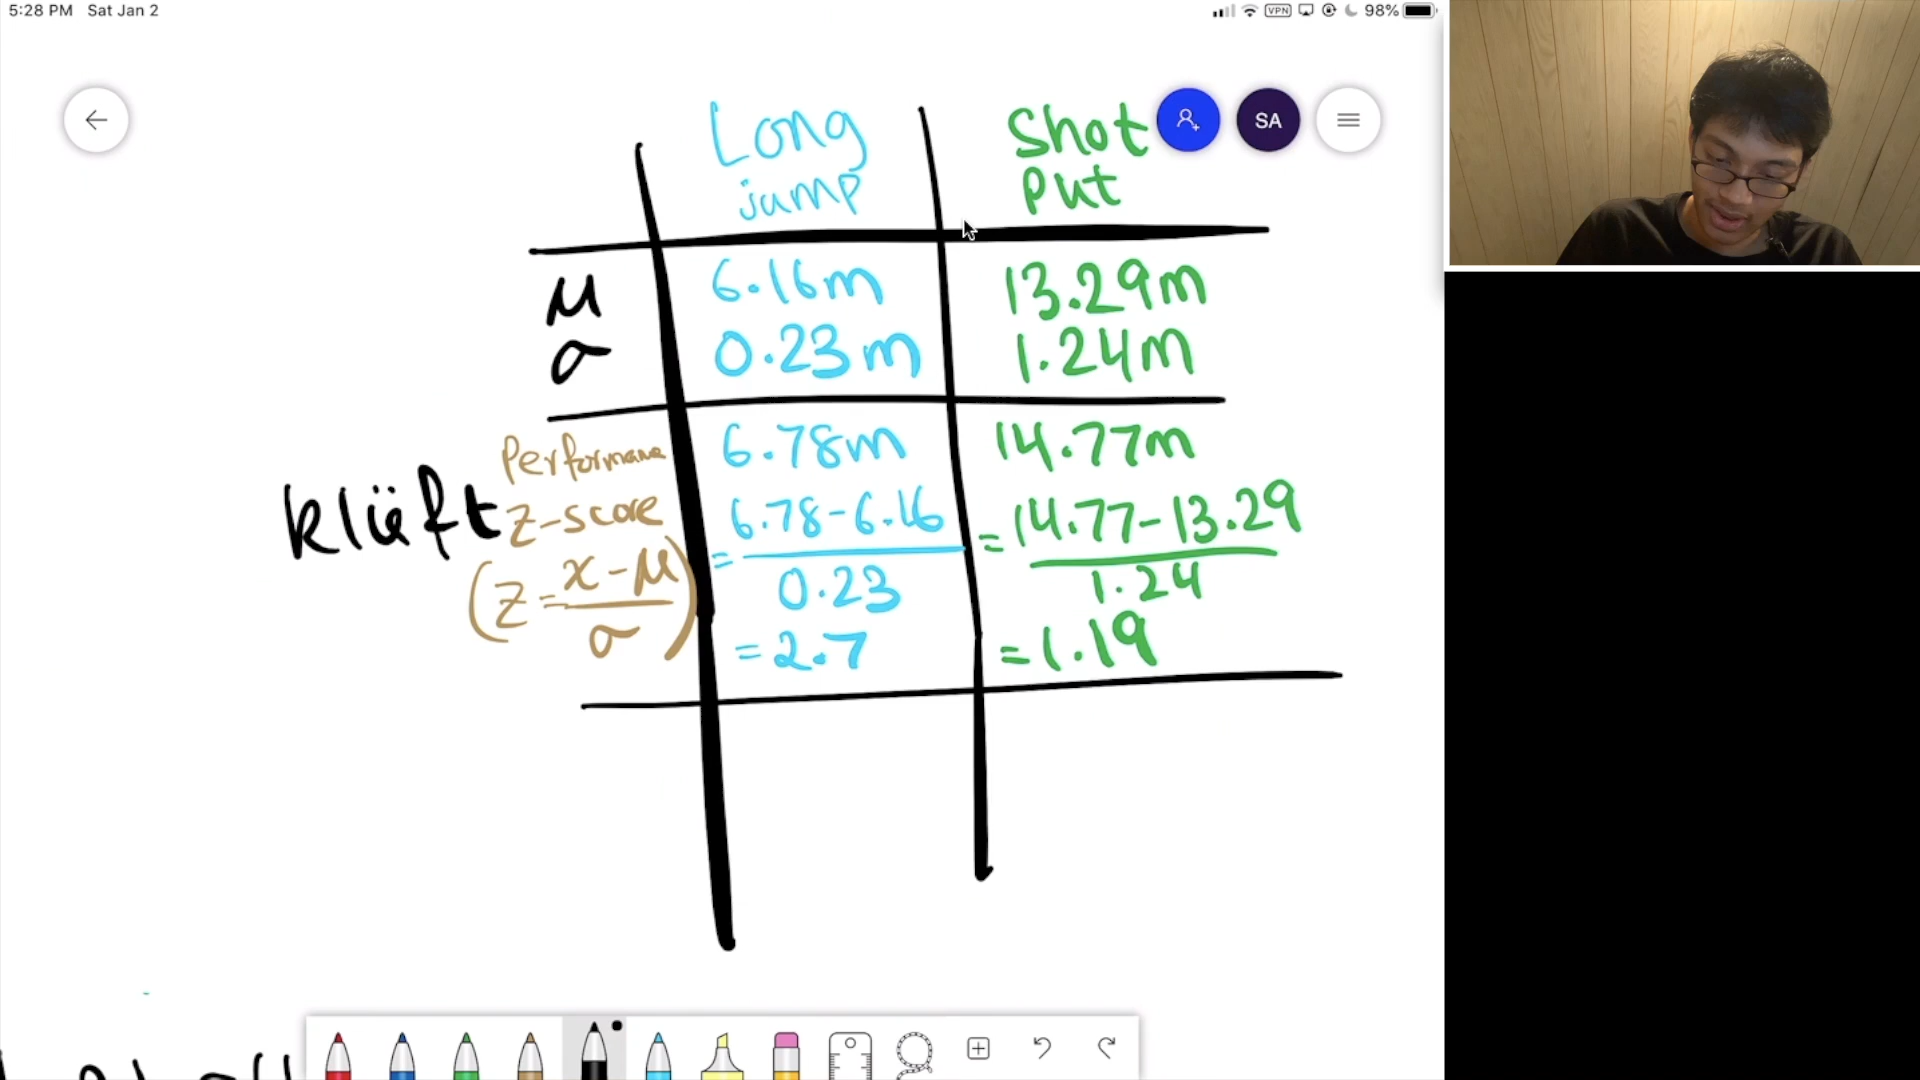 5:28 PM Sat Jan 2
VPN 98%
Long
jump
Shot
Put
SA
μ 6.16m 13.29m
σ 0.23m 1.24m
Performance 6.78m 14.77m
klüft z-score
(z = x-μ / σ)
= 6.78-6.16 / 0.23
= 14.77-13.29 / 1.24
= 2.7
= 1.19